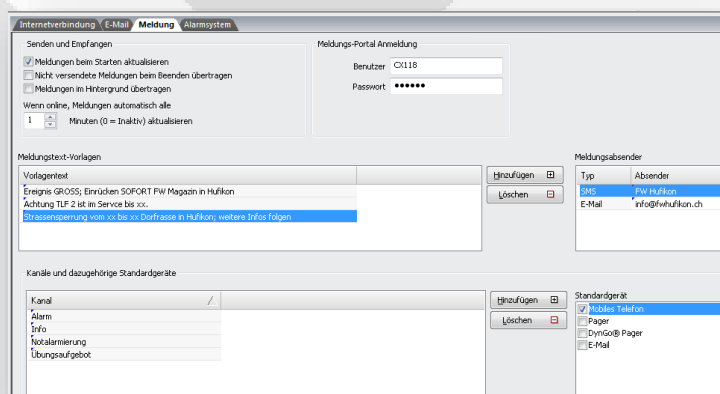 Internetverbindung E-Mail Meldung Alarmsystem
Senden und Empfangen
Meldungen beim Starten aktualisieren
Nicht versendete Meldungen beim Beenden übertragen
Meldungen im Hintergrund übertragen
Wenn online, Meldungen automatisch alle
1 Minuten (0 = Inaktiv) aktualisieren
Meldungs-Portal Anmeldung
Benutzer CX118
Passwort ••••••
Meldungstext-Vorlagen
Vorlagentext
Ereignis GROSS; Einrücken SOFORT FW Magazin in Hufikon
Achtung TLF 2 ist im Servce bis xx.
Strassensperrung vom xx bis xx Dorfrasse in Hufikon; weitere Infos folgen
Hinzufügen
Löschen
Meldungsabsender
Typ Absender
SMS FW Hufikon
E-Mail info@fwhufikon.ch
Kanäle und dazugehörige Standardgeräte
Kanal
Alarm
Info
Notalarmierung
Übungsaufgebot
Hinzufügen
Löschen
Standardgerät
Mobiles Telefon
Pager
DynGo® Pager
E-Mail